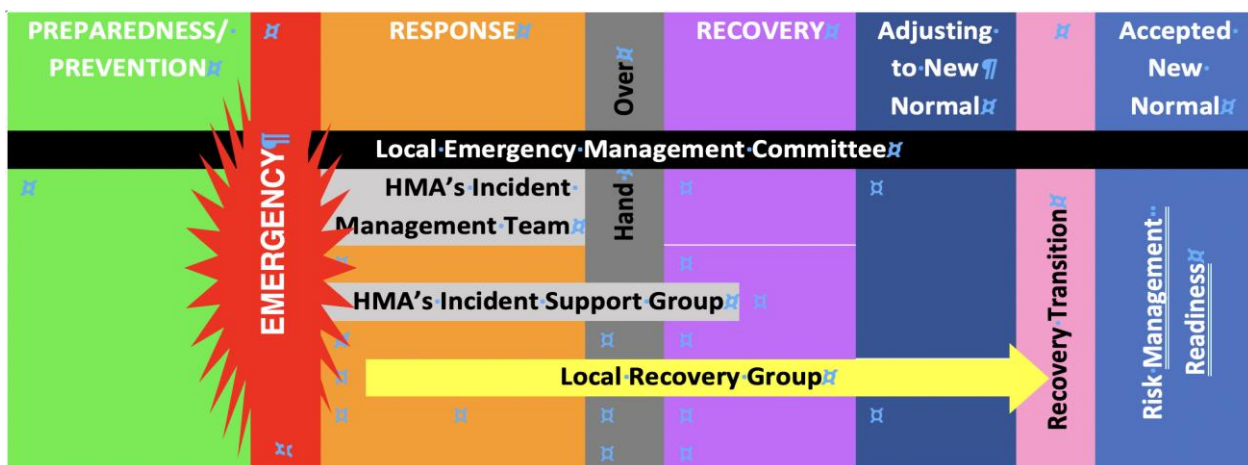 PREPAREDNESS/
PREVENTION
EMERGENCY
RESPONSE
Hand Over
RECOVERY
Adjusting
to New
Normal
Accepted
New
Normal
Local Emergency Management Committee
HMA's Incident
Management Team
HMA's Incident Support Group
Local Recovery Group
Recovery Transition
Risk Management
Readiness